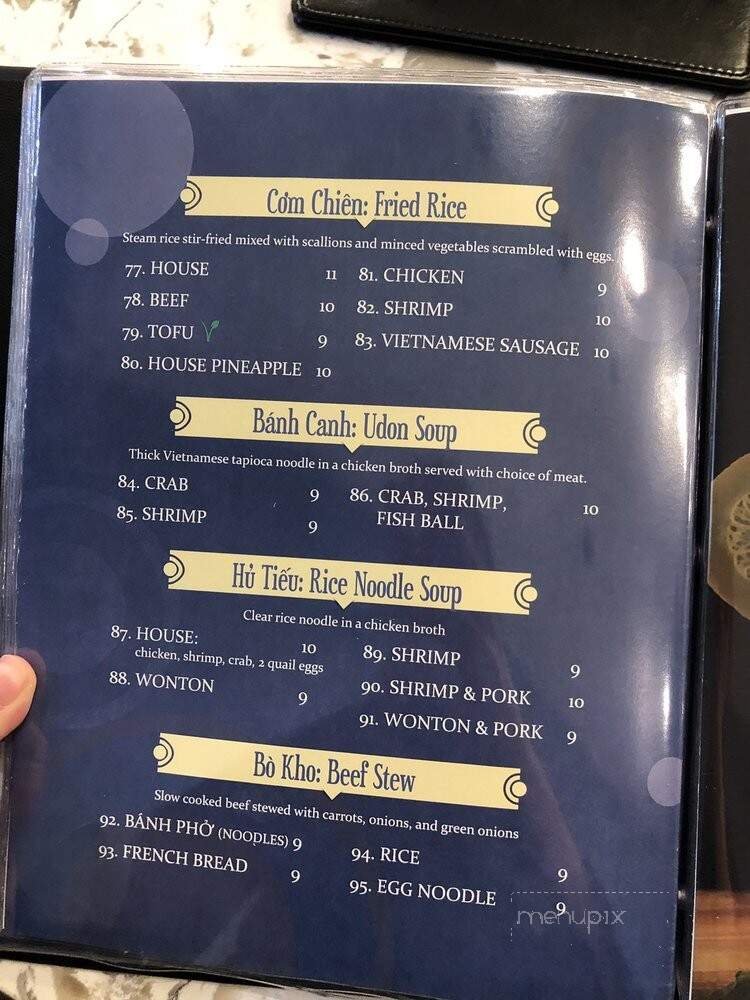 Cơm Chiên: Fried Rice
Steam rice stir-fried mixed with scallions and minced vegetables scrambled with eggs.
77. HOUSE 11
78. BEEF 10
79. TOFU 9
80. HOUSE PINEAPPLE 10
81. CHICKEN 9
82. SHRIMP 10
83. VIETNAMESE SAUSAGE 10
Bánh Canh: Udon Soup
Thick Vietnamese tapioca noodle in a chicken broth served with choice of meat.
84. CRAB 9
85. SHRIMP 9
86. CRAB, SHRIMP, 10
FISH BALL
Hủ Tiếu: Rice Noodle Soup
Clear rice noodle in a chicken broth
87. HOUSE: 10
chicken, shrimp, crab, 2 quail eggs
88. WONTON 9
89. SHRIMP 9
90. SHRIMP & PORK 10
91. WONTON & PORK 9
Bò Kho: Beef Stew
Slow cooked beef stewed with carrots, onions, and green onions
92. BÁNH PHỞ (NOODLES) 9
93. FRENCH BREAD 9
94. RICE 9
95. EGG NOODLE 9
menupix